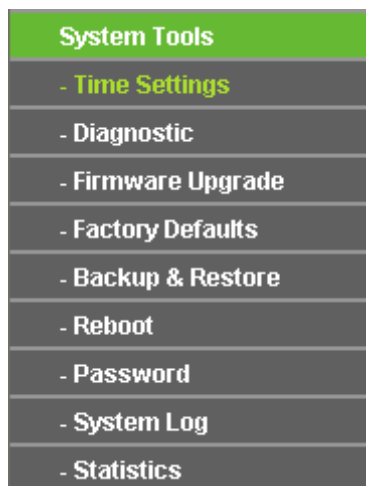 System Tools
- Time Settings
- Diagnostic
- Firmware Upgrade
- Factory Defaults
- Backup & Restore
- Reboot
- Password
- System Log
- Statistics